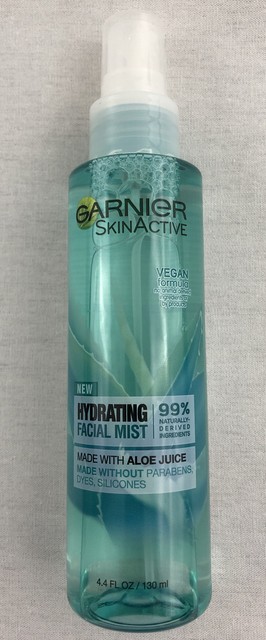 GARNIER
SKINACTIVE
VEGAN
formula
NEW
HYDRATING
FACIAL MIST
99%
NATURALLY-
DERIVED
INGREDIENTS
MADE WITH ALOE JUICE
MADE WITHOUT PARABENS,
DYES, SILICONES
4.4 FL OZ / 130 ml